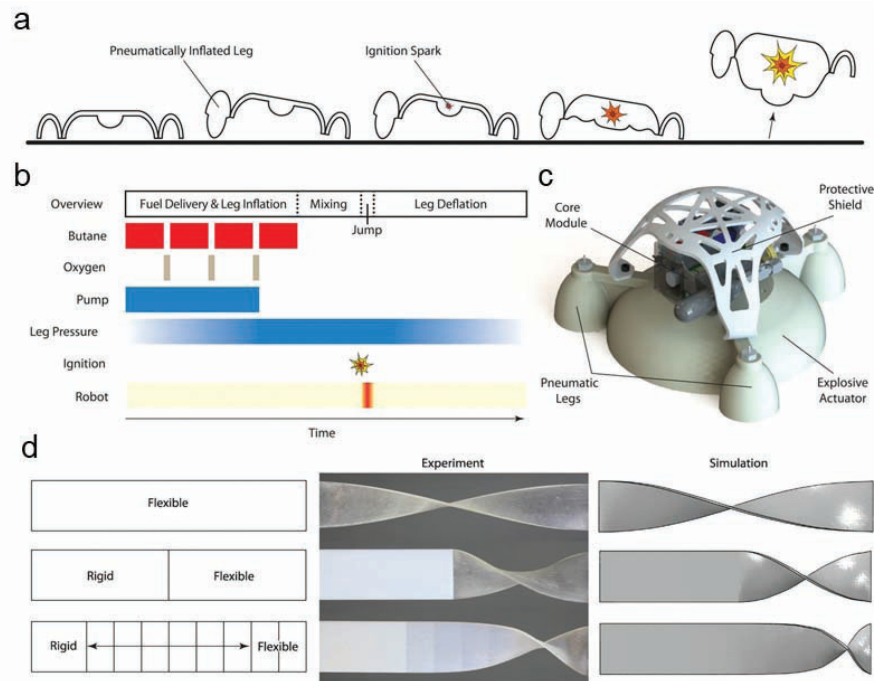 a
Pneumatically Inflated Leg
Ignition Spark
b
Overview
Fuel Delivery & Leg Inflation
Mixing
Leg Deflation
Jump
Butane
Oxygen
Pump
Leg Pressure
Ignition
Robot
Time
c
Core
Module
Protective
Shield
Pneumatic
Legs
Explosive
Actuator
d
Experiment
Simulation
Flexible
Rigid
Flexible
Rigid
Flexible